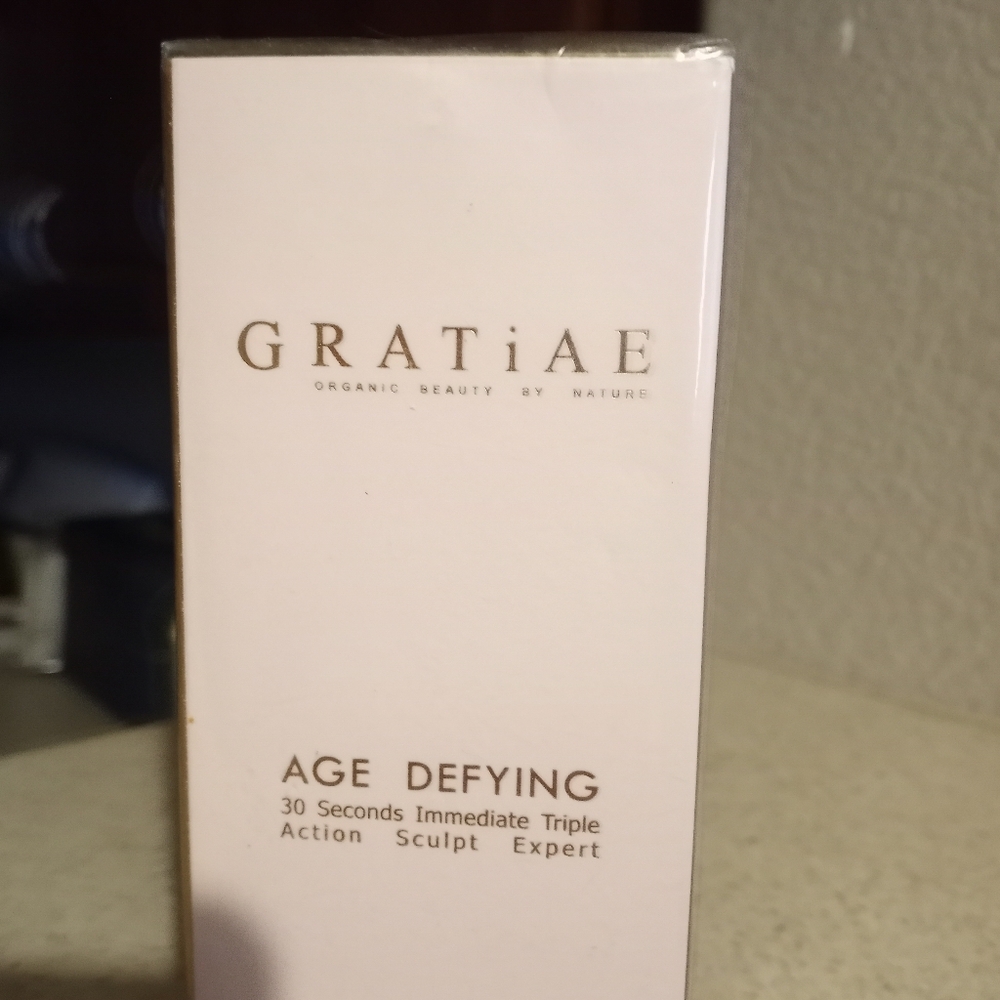 GRATiAE
ORGANIC BEAUTY BY NATURE
AGE DEFYING
30 Seconds Immediate Triple
Action Sculpt Expert